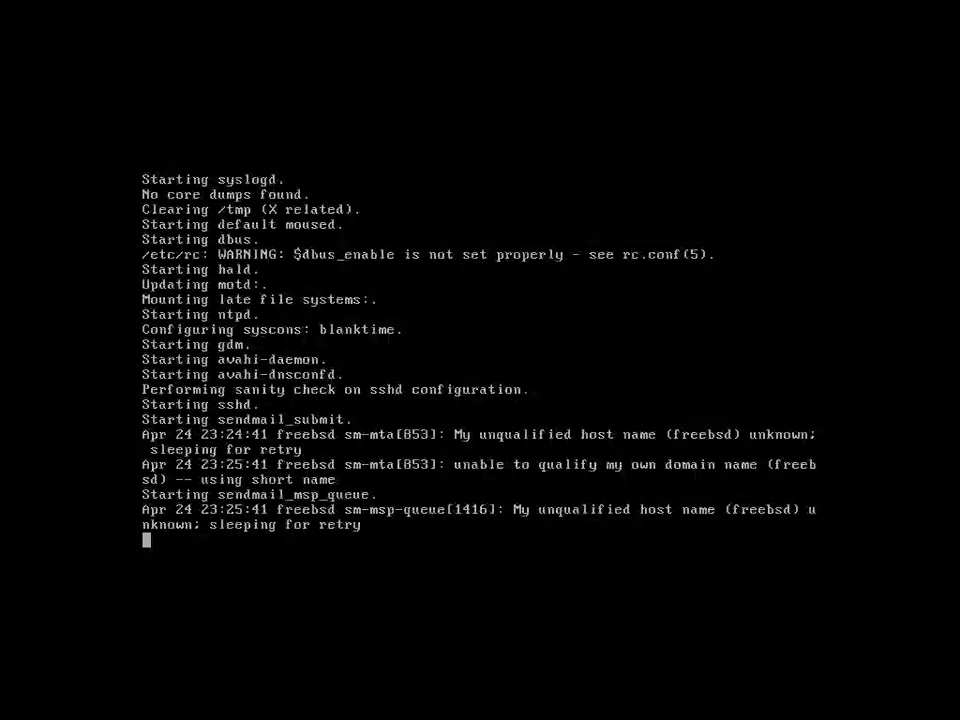 Starting syslogd.
No core dumps found.
Clearing /tmp (X related).
Starting default moused.
Starting dbus.
/etc/rc: WARNING: $dbus_enable is not set properly - see rc.conf(5).
Starting hald.
Updating motd:.
Mounting late file systems:.
Starting ntpd.
Configuring syscons: blanktime.
Starting gdm.
Starting avahi-daemon.
Starting avahi-dnsconfd.
Performing sanity check on sshd configuration.
Starting sshd.
Starting sendmail_submit.
Apr 24 23:24:41 freebsd sm-mta[853]: My unqualified host name (freebsd) unknown;
 sleeping for retry
Apr 24 23:25:41 freebsd sm-mta[853]: unable to qualify my own domain name (freeb
sd) -- using short name
Starting sendmail_msp_queue.
Apr 24 23:25:41 freebsd sm-msp-queue[1416]: My unqualified host name (freebsd) u
nknown; sleeping for retry